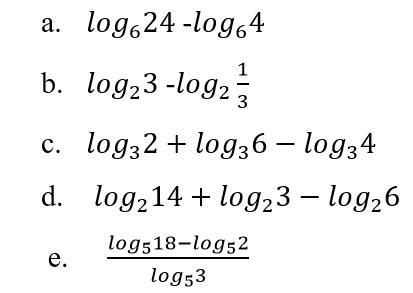 a. log₆24 -log₆4
b. log₂3 -log₂ 1/3
c. log₃2 + log₃6 − log₃4
d. log₂14 + log₂3 − log₂6
e. (log₅18−log₅2)/(log₅3)